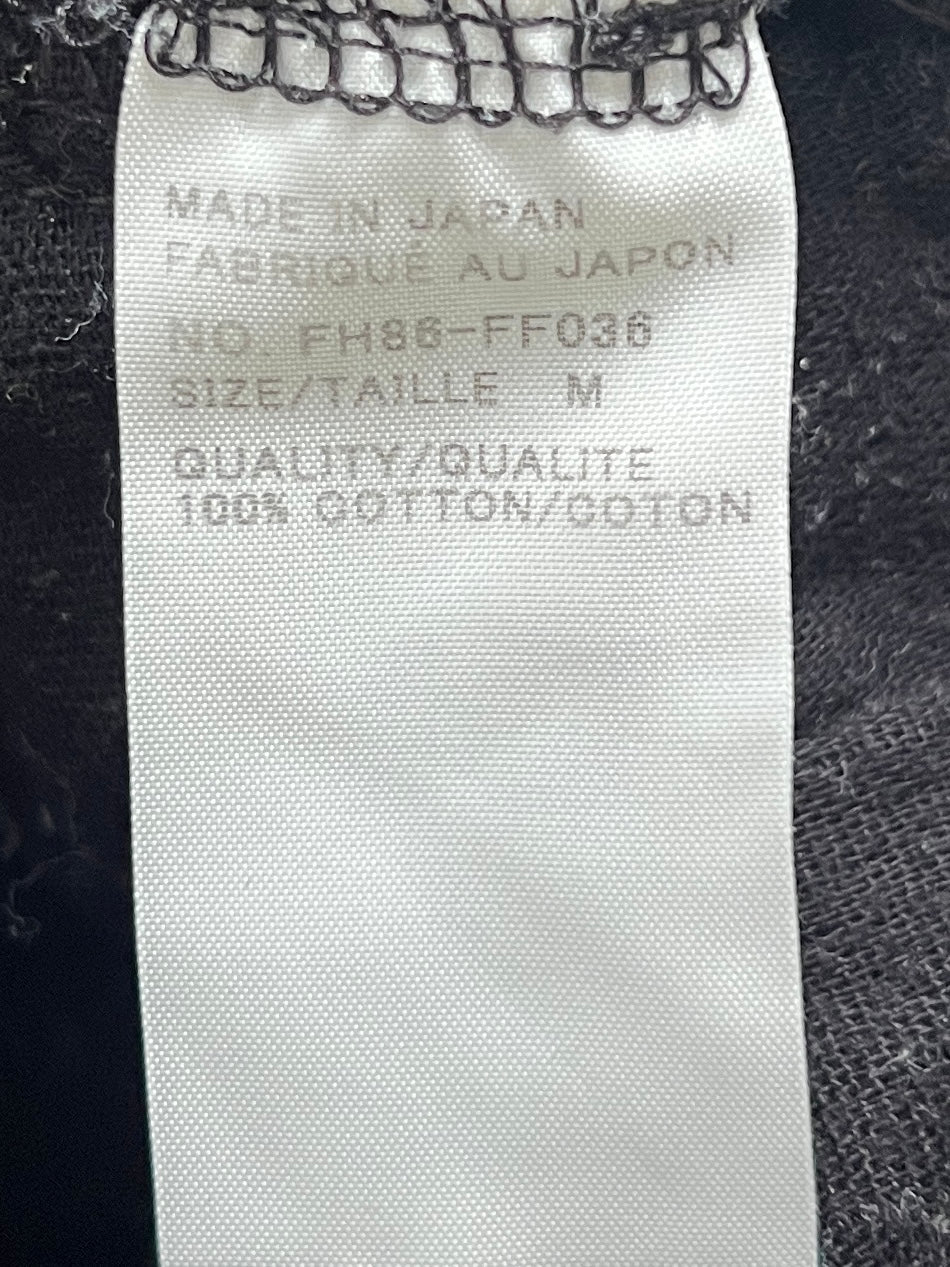 MADE IN JAPAN
FABRIQUÉ AU JAPON
NO. FH86-FF036
SIZE/TAILLE M
QUALITY/QUALITE
100% COTTON/COTON